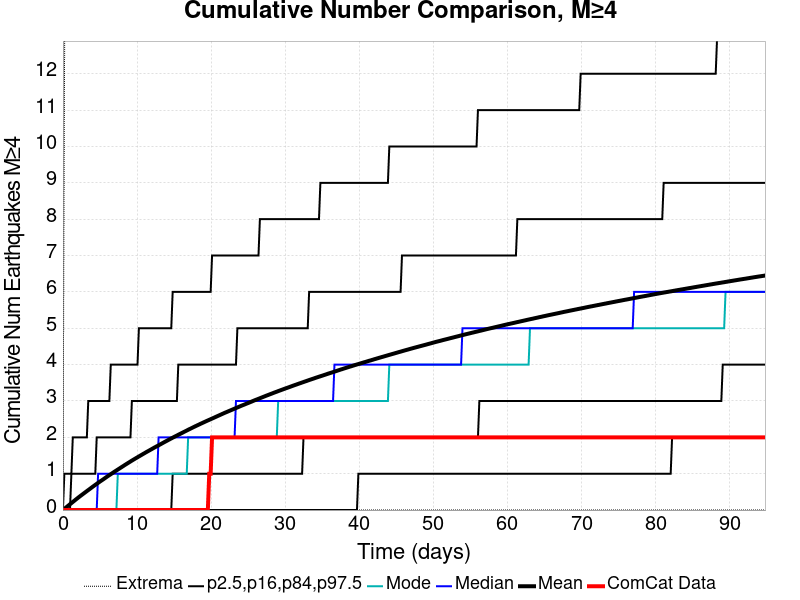 Cumulative Number Comparison, M≥4
Cumulative Num Earthquakes M≥4
12
11
10
9
8
7
6
5
4
3
2
1
0
0 10 20 30 40 50 60 70 80 90
Time (days)
Extrema p2.5,p16,p84,p97.5 Mode Median Mean ComCat Data